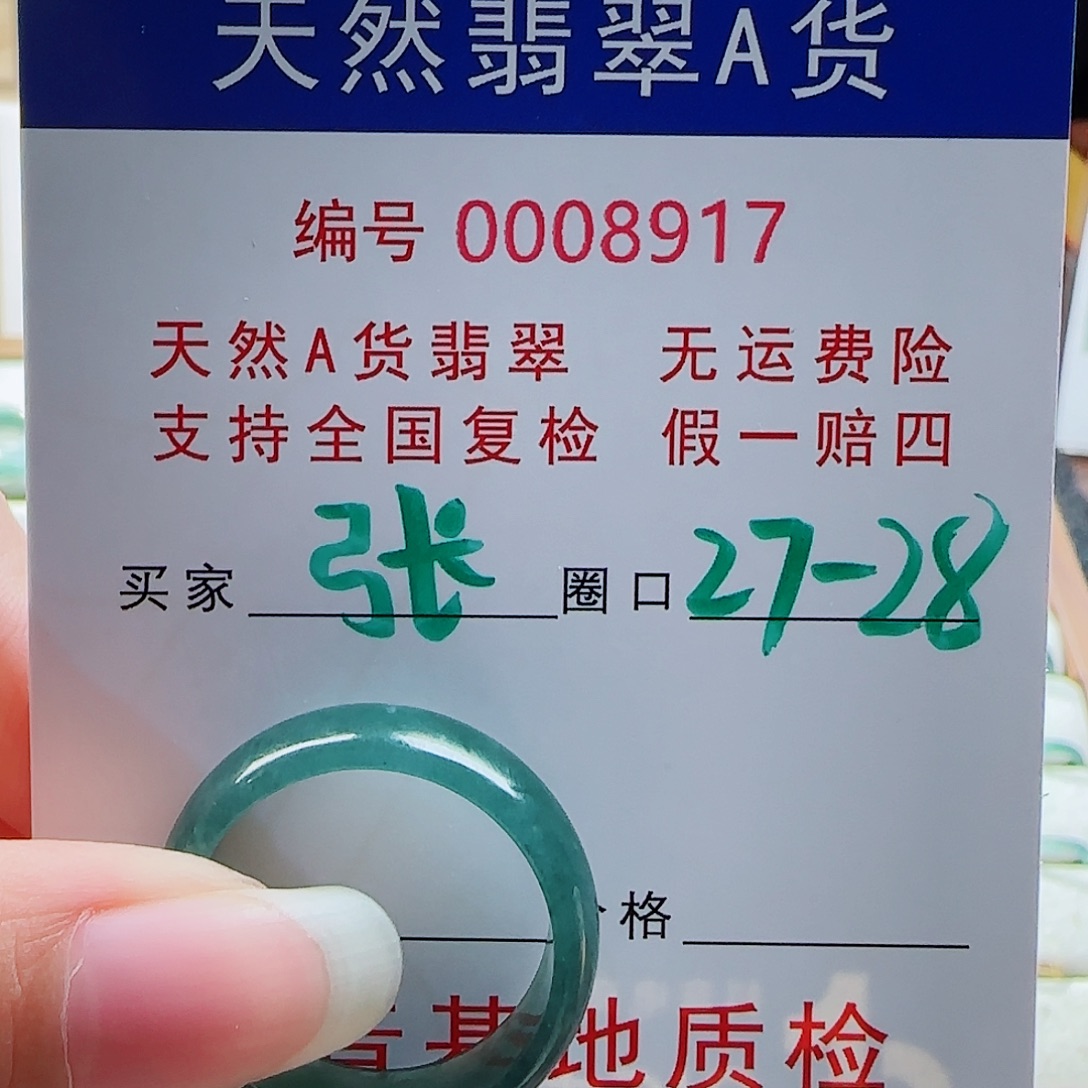 天然翡翠A货
编号 0008917
天然A货翡翠 无运费险
支持全国复检 假一赔四
买家 张 圈口 27-28
格
基地质检